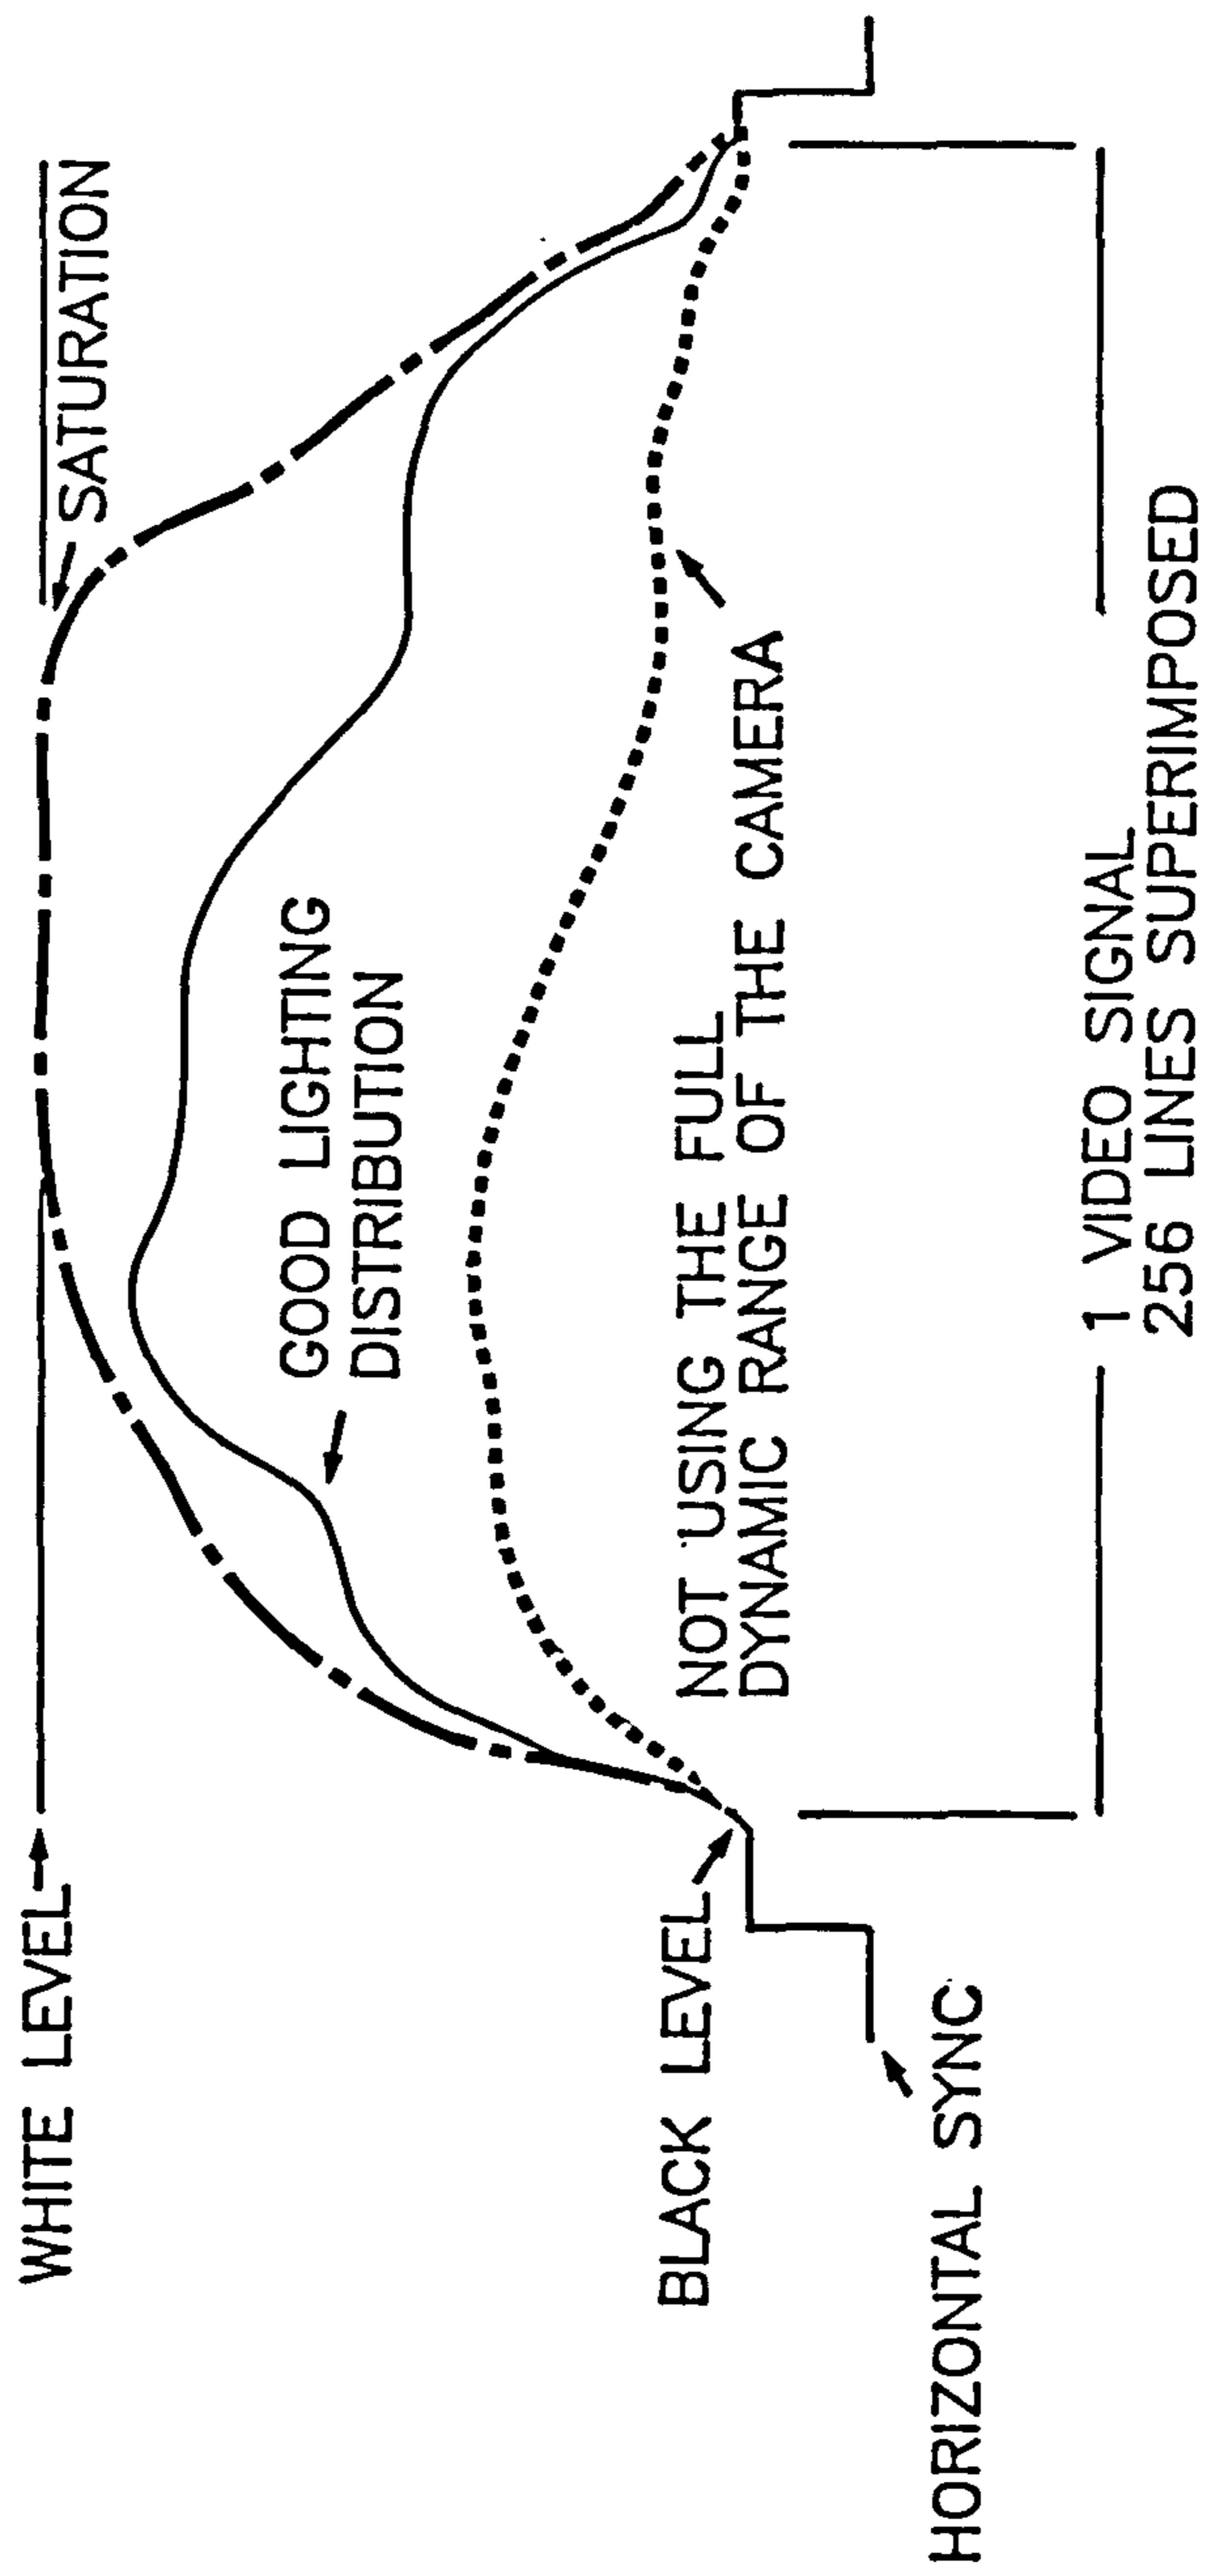 WHITE LEVEL
SATURATION
GOOD LIGHTING
DISTRIBUTION
BLACK LEVEL
NOT USING THE FULL
DYNAMIC RANGE OF THE CAMERA
HORIZONTAL SYNC
1 VIDEO SIGNAL
256 LINES SUPERIMPOSED